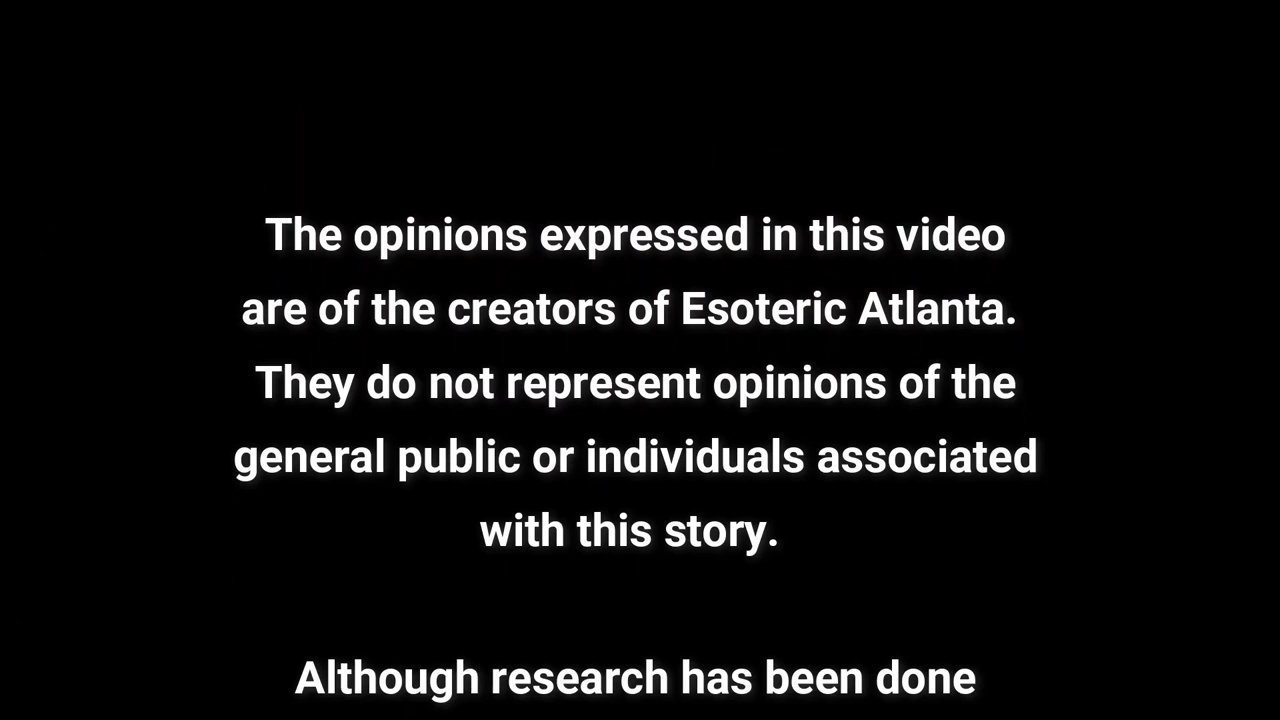 The opinions expressed in this video
are of the creators of Esoteric Atlanta.
They do not represent opinions of the
general public or individuals associated
with this story.
Although research has been done